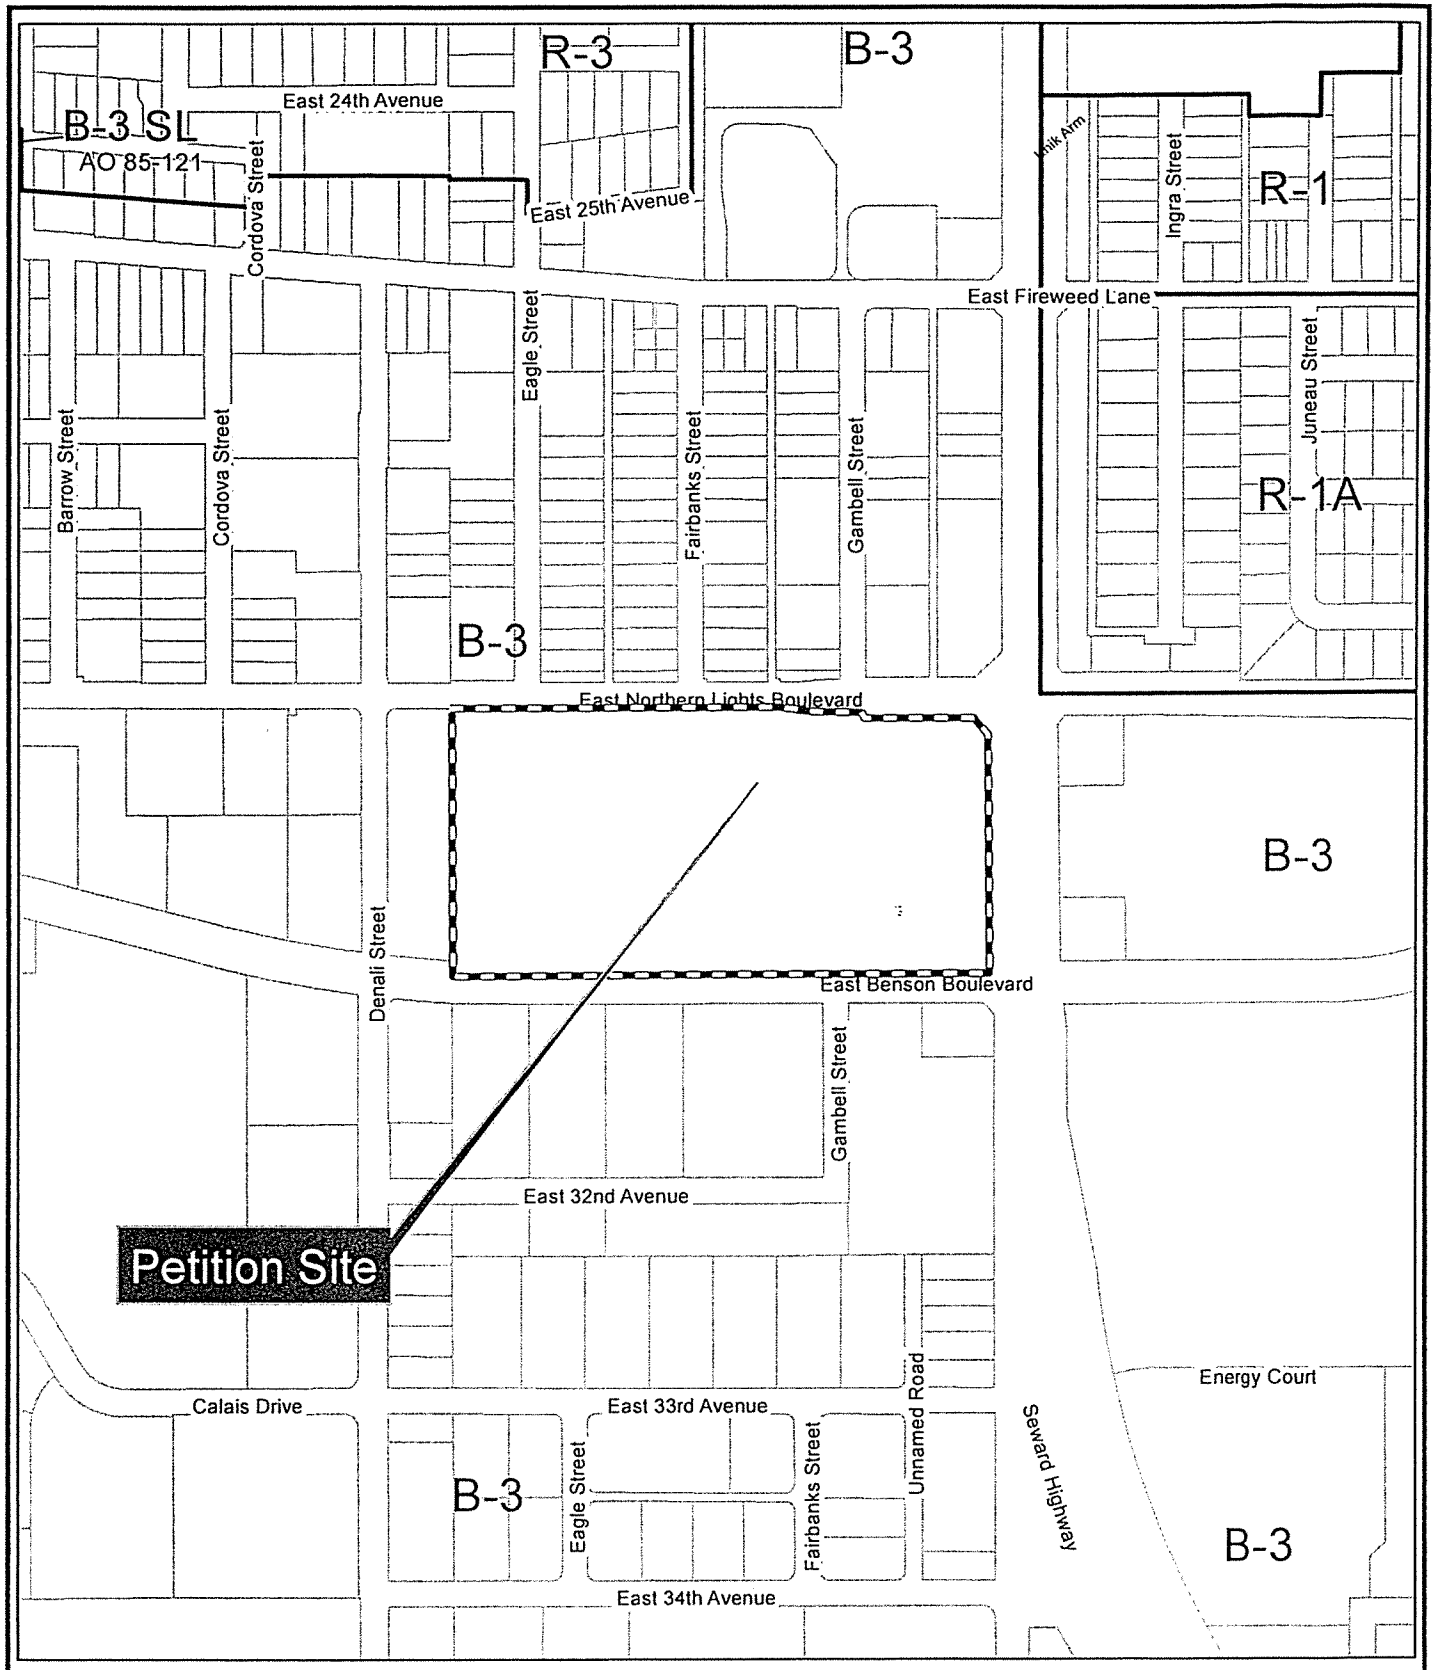 R-3
B-3
East 24th Avenue
B-3 SL
AO 85-121
Cordova Street
East 25th Avenue
Ingra Street
R-1
East Fireweed Lane
Eagle Street
Juneau Street
Barrow Street
Cordova Street
Fairbanks Street
Gambell Street
R-1A
B-3
East Northern Lights Boulevard
B-3
Denali Street
East Benson Boulevard
Gambell Street
East 32nd Avenue
Petition Site
Energy Court
Calais Drive
East 33rd Avenue
Unnamed Road
Seward Highway
B-3
Eagle Street
Fairbanks Street
B-3
East 34th Avenue